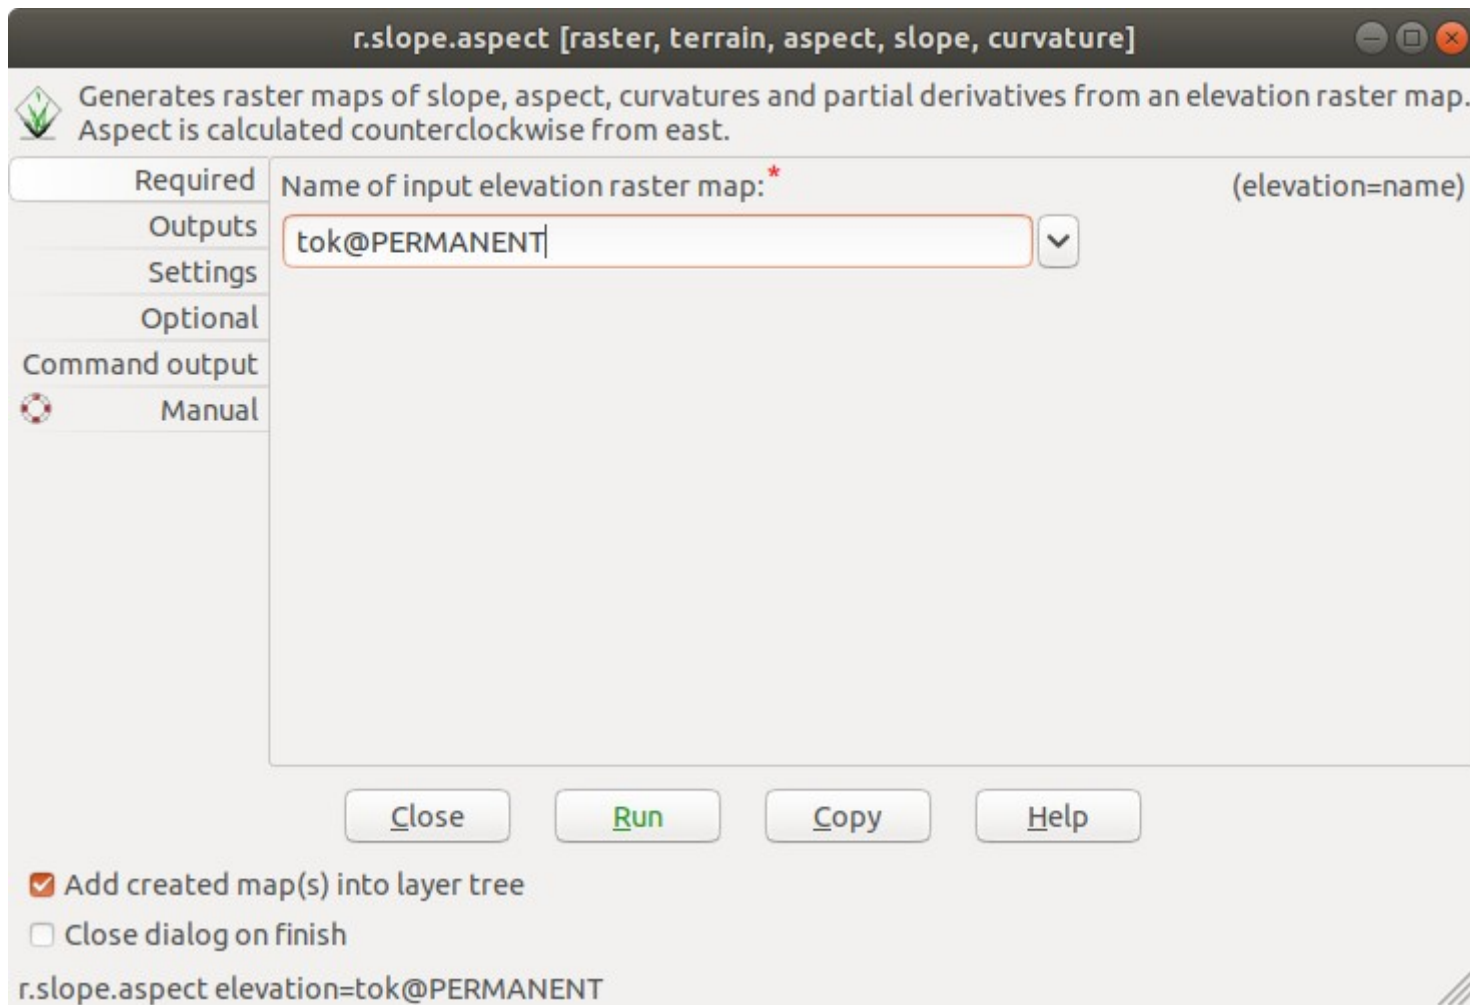 r.slope.aspect [raster, terrain, aspect, slope, curvature]
Generates raster maps of slope, aspect, curvatures and partial derivatives from an elevation raster map.
Aspect is calculated counterclockwise from east.
Required
Name of input elevation raster map:* (elevation=name)
Outputs
tok@PERMANENT
Settings
Optional
Command output
Manual
Close Run Copy Help
Add created map(s) into layer tree
Close dialog on finish
r.slope.aspect elevation=tok@PERMANENT